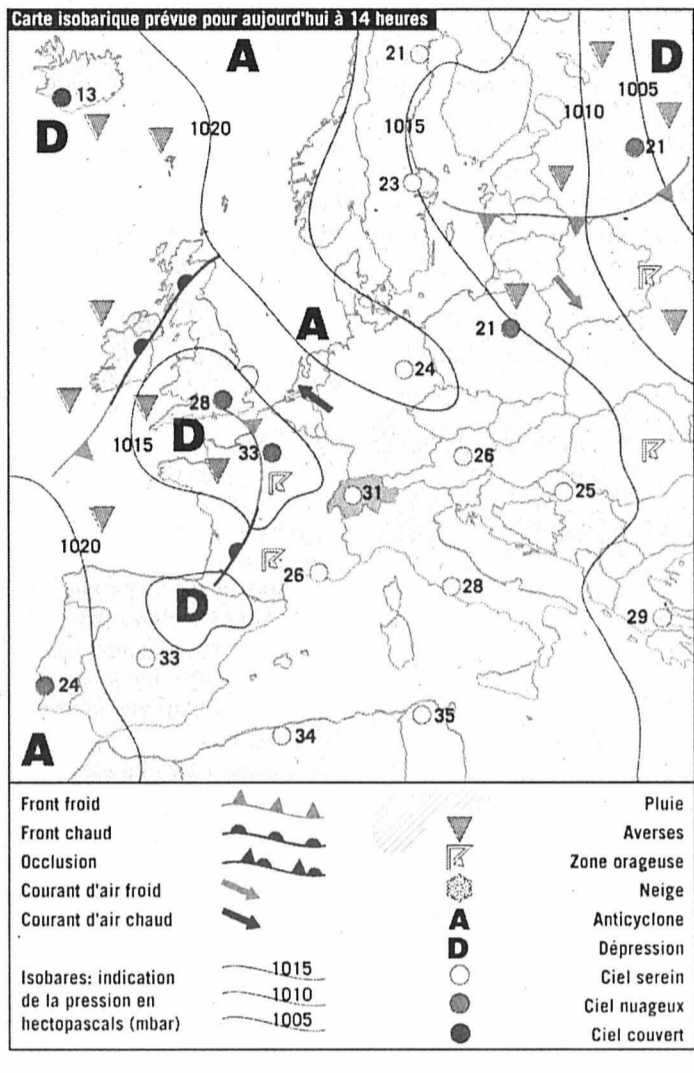 Carte isobarique prévue pour aujourd'hui à 14 heures
A
21
D
13
1005
1020
1010
D
1015
21
23
A
21
24
28
1015
D
33
26
31
25
1020
26
28
D
29
33
24
35
34
A
Front froid
Pluie
Front chaud
Averses
Occlusion
Zone orageuse
Courant d'air froid
Neige
Courant d'air chaud
A
Anticyclone
D
Dépression
Isobares: indication
1015
Ciel serein
de la pression en
1010
Ciel nuageux
hectopascals (mbar)
1005
Ciel couvert